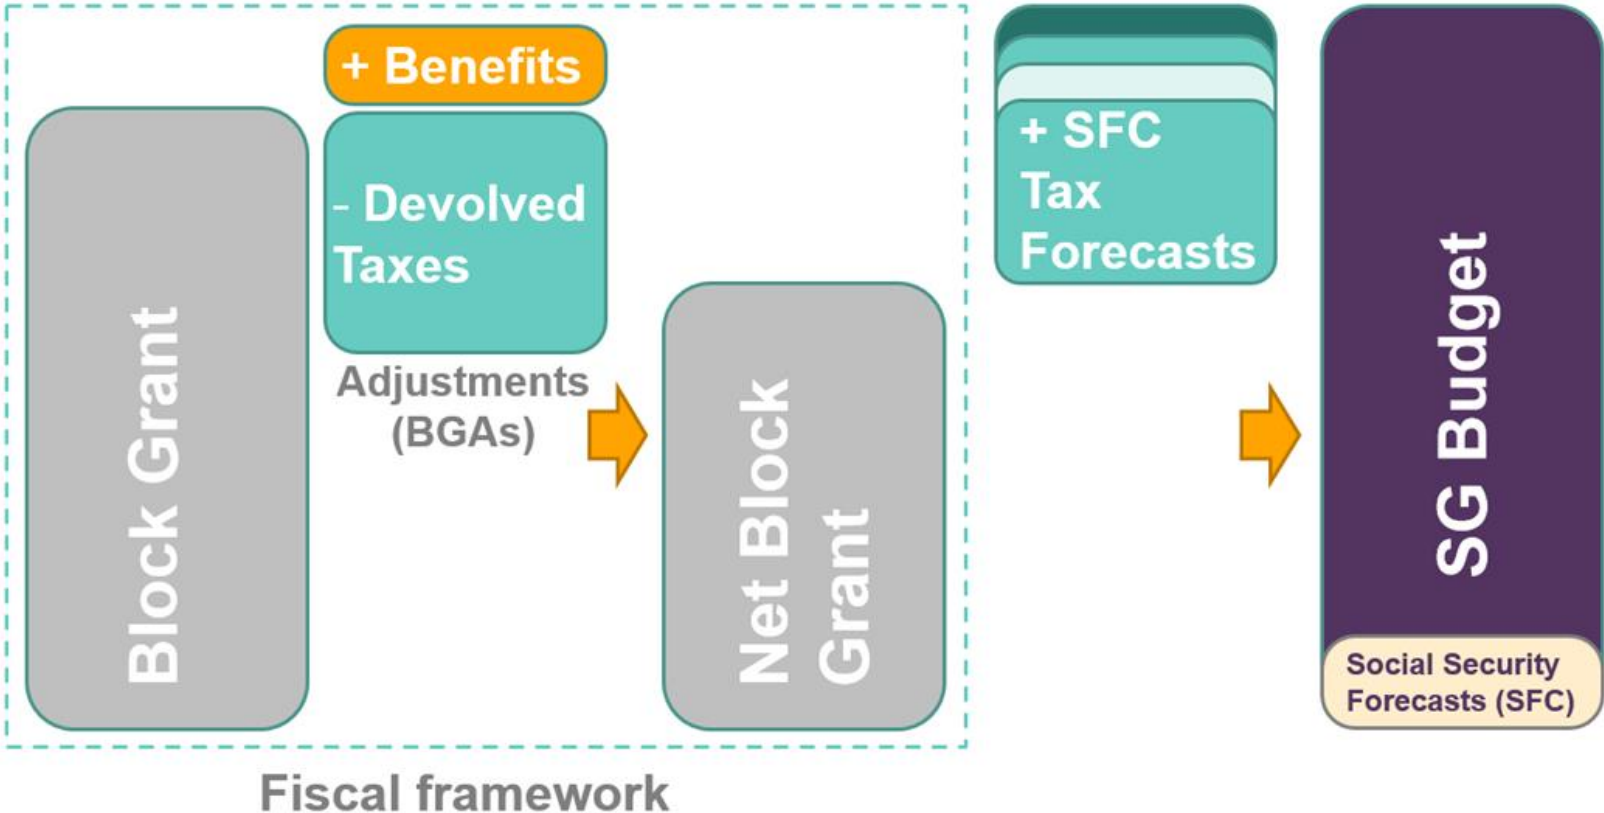 Block Grant
+ Benefits
- Devolved
Taxes
Adjustments
(BGAs)
Net Block
Grant
+ SFC
Tax
Forecasts
SG Budget
Social Security
Forecasts (SFC)
Fiscal framework